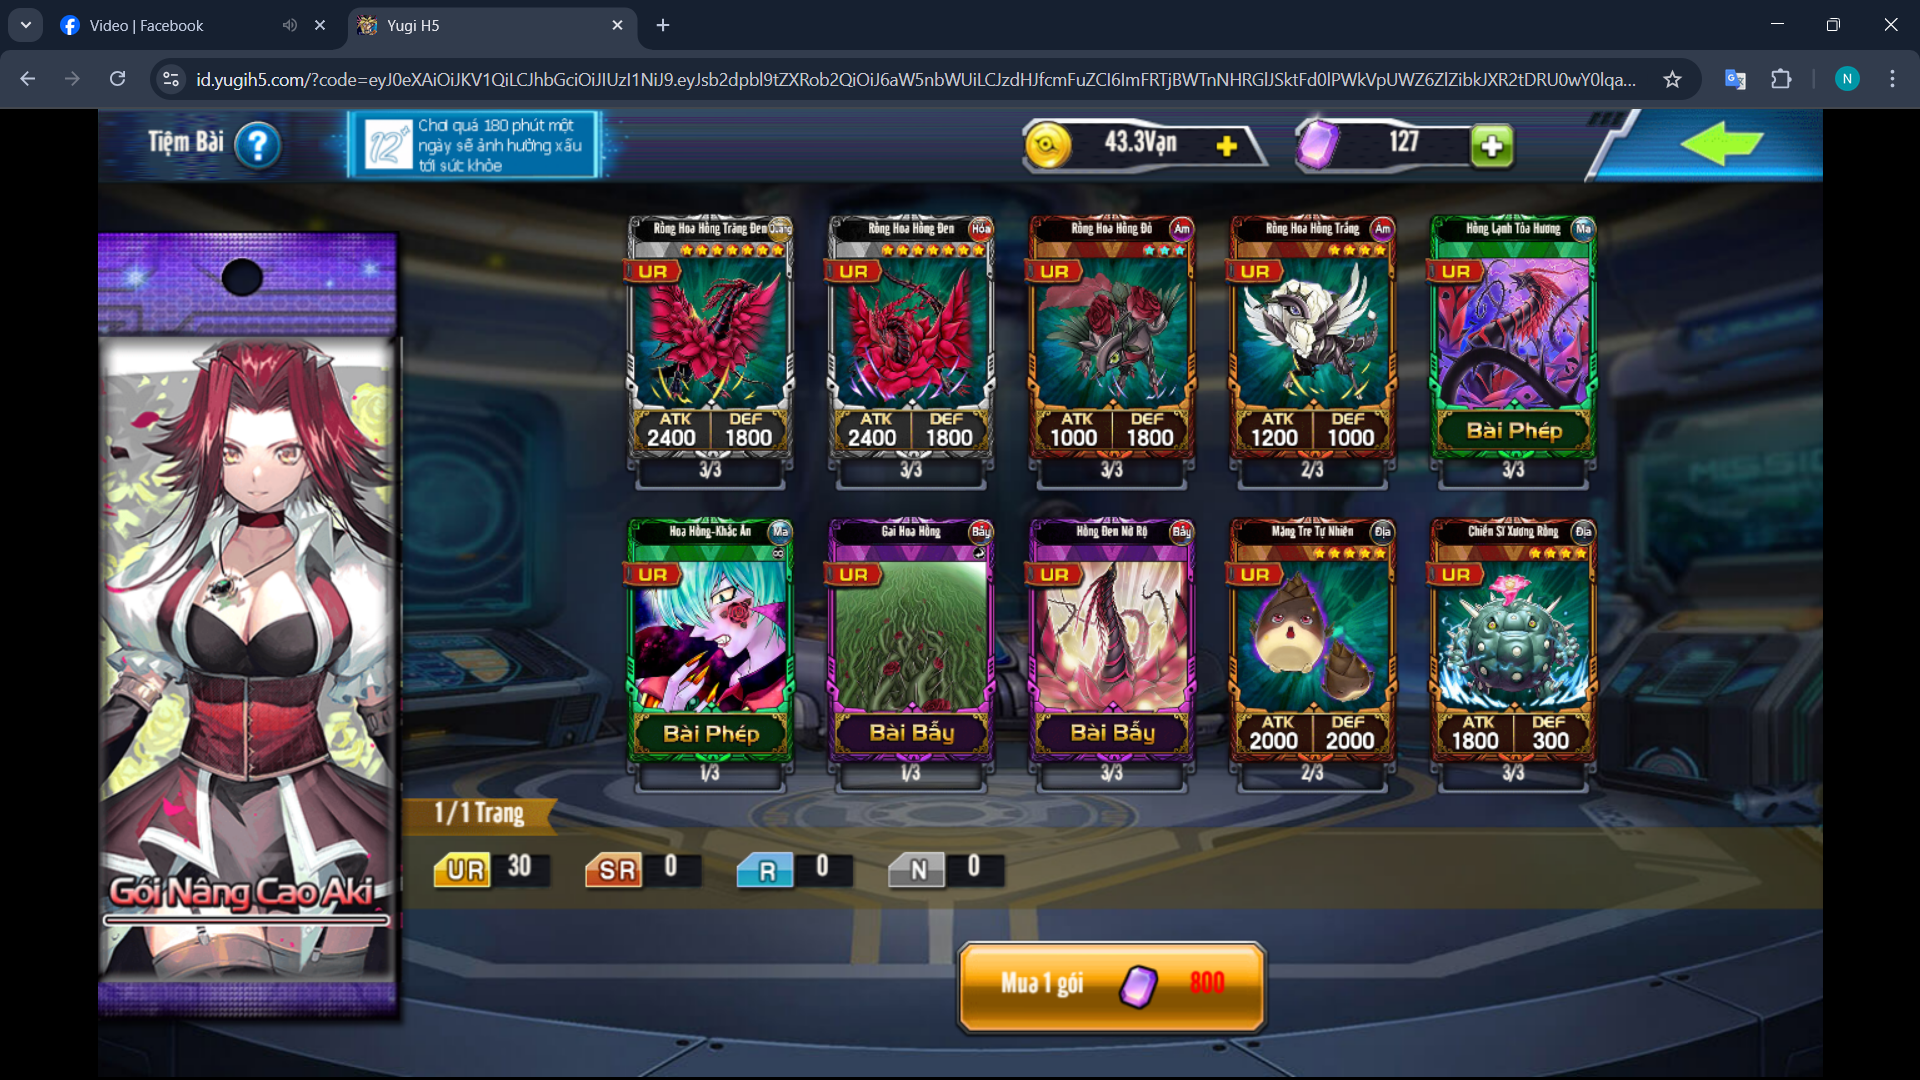 Video | Facebook
Yugi H5
id.yugih5.com/?code=eyJ0eXAiOiJKV1QiLCJhbGciOiJIUzI1NiJ9.eyJsb2dpbl9tZXRob2QiOiJ6aW5nbWUiLCJzdHJfcmFuZCI6ImFRTjBWTnNHRGlJSktFd0lPWkVpUWZ6ZlZibkJXR2tDRU0wY0lqa...
N
Tiệm Bài
?
12+
Chơi quá 180 phút một
ngày sẽ ảnh hưởng xấu
tới sức khỏe
43.3Vạn
127
Rồng Hoa Hồng Trăng Đen
Rồng Hoa Hồng Đen Hỏa
Rồng Hoa Hồng Đỏ Ám
Rồng Hoa Hồng Trắng Ám
Hồng Lạnh Tỏa Hương Ma
UR UR UR UR UR
ATK DEF ATK DEF ATK DEF ATK DEF
2400 1800 2400 1800 1000 1800 1200 1000 Bài Phép
3/3 3/3 3/3 2/3 3/3
Hoa Hồng-Khắc Ấn Ma
Gai Hoa Hồng Bẫy
Hồng Đen Nở Rộ Bẫy
Măng Tre Tự Nhiên Địa
Chiến Sĩ Xương Rồng Địa
UR UR UR UR UR
Bài Phép Bài Bẫy Bài Bẫy
ATK DEF ATK DEF
2000 2000 1800 300
1/3 1/3 3/3 2/3 3/3
Gói Nâng Cao Aki
1/1 Trang
UR 30 SR 0 R 0 N 0
Mua 1 gói 800